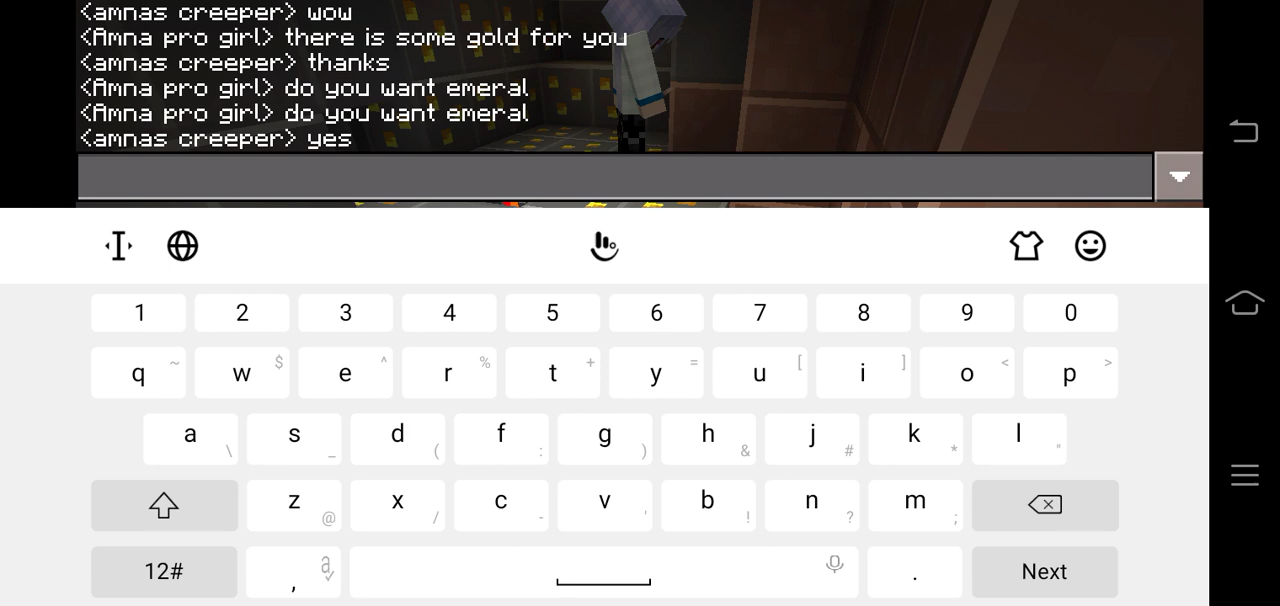 <amnas creeper> wow
<Amna pro girl> there is some gold for you
<amnas creeper> thanks
<Amna pro girl> do you want emeral
<Amna pro girl> do you want emeral
<amnas creeper> yes
1 2 3 4 5 6 7 8 9 0
q ~ w $ e ^ r % t + y = u [ i ] o < p >
a \ s _ d ( f : g ) h & j # k * l "
z @ x / c - v ' b ! n ? m ;
12# , a . Next